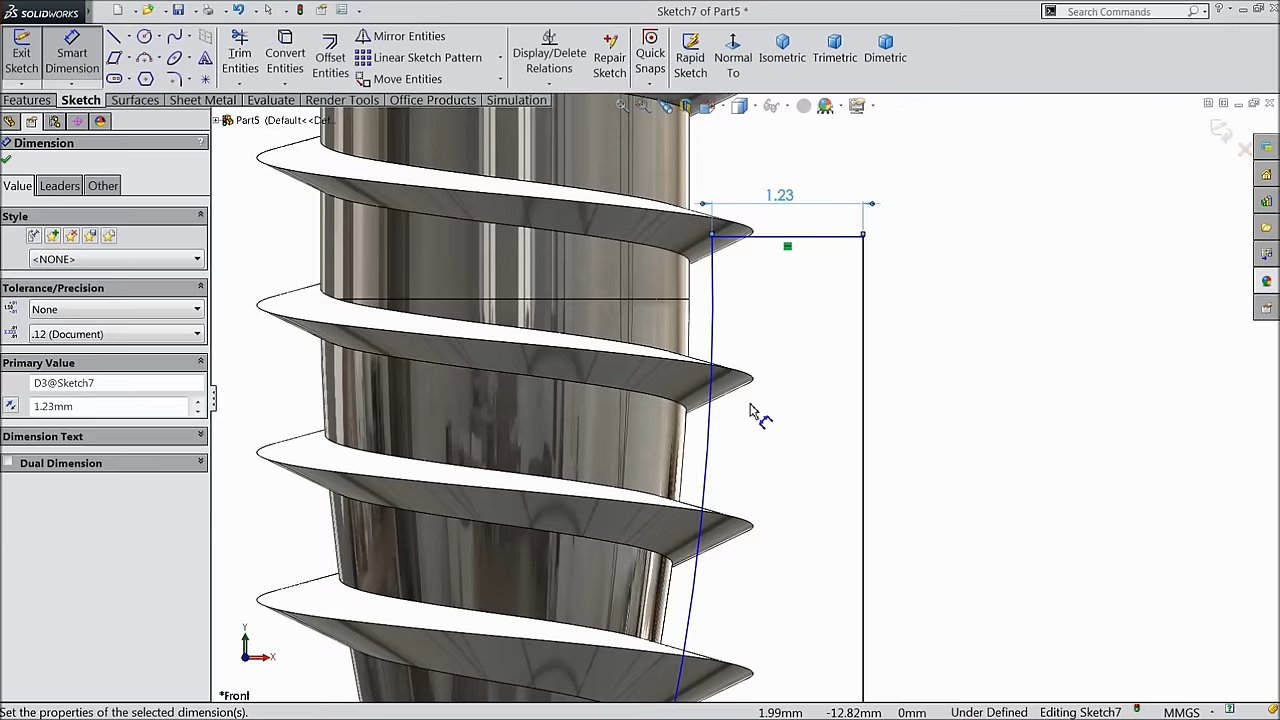 SOLIDWORKS
Sketch7 of Part5 *
Search Commands
Exit Sketch
Smart Dimension
Trim Entities
Convert Entities
Offset Entities
Mirror Entities
Linear Sketch Pattern
Move Entities
Display/Delete Relations
Repair Sketch
Quick Snaps
Rapid Sketch
Normal To
Isometric
Trimetric
Dimetric
Features
Sketch
Surfaces
Sheet Metal
Evaluate
Render Tools
Office Products
Simulation
Part5 (Default<<Def...
Dimension
?
Value
Leaders
Other
Style
<NONE>
Tolerance/Precision
None
.12 (Document)
Primary Value
D3@Sketch7
1.23mm
Dimension Text
Dual Dimension
1.23
Y
X
*Front
Set the properties of the selected dimension(s).
1.99mm
-12.82mm
0mm
Under Defined
Editing Sketch7
MMGS